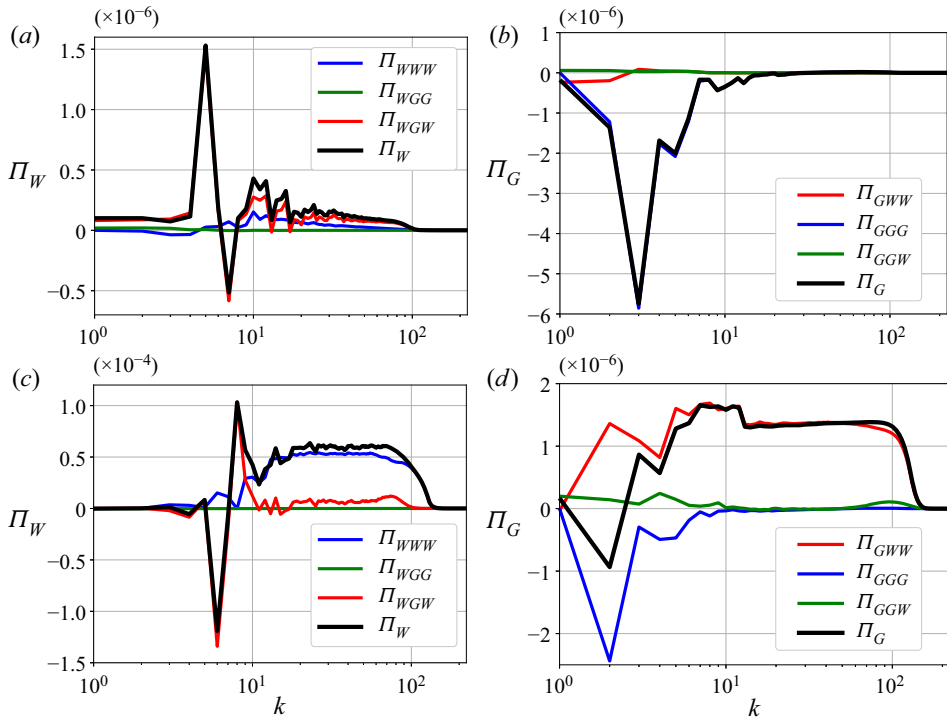 (×10⁻⁶)
(a)
1.5
1.0
0.5
0
−0.5
Π_W
Π_WWW
Π_WGG
Π_WGW
Π_W
10⁰
10¹
10²
(×10⁻⁶)
(b)
1
0
−1
−2
−3
−4
−5
−6
Π_G
Π_GWW
Π_GGG
Π_GGW
Π_G
10⁰
10¹
10²
(×10⁻⁴)
(c)
1.0
0.5
0
−0.5
−1.0
−1.5
Π_W
Π_WWW
Π_WGG
Π_WGW
Π_W
10⁰
10¹
10²
k
(×10⁻⁶)
(d)
2
1
0
−1
−2
Π_G
Π_GWW
Π_GGG
Π_GGW
Π_G
10⁰
10¹
10²
k